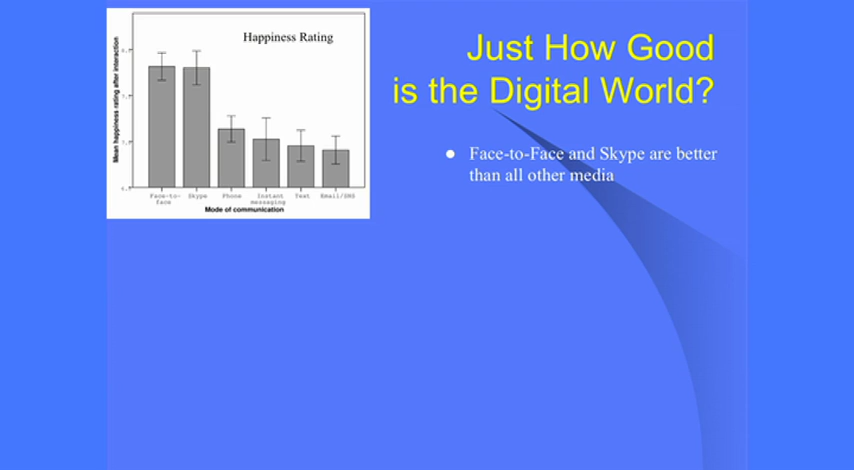 Happiness Rating
Mean happiness rating after interaction
Face-to-
face
Skype
Phone
Instant
messaging
Text
Email/SMS
Mode of communication
Just How Good
is the Digital World?
Face-to-Face and Skype are better
than all other media